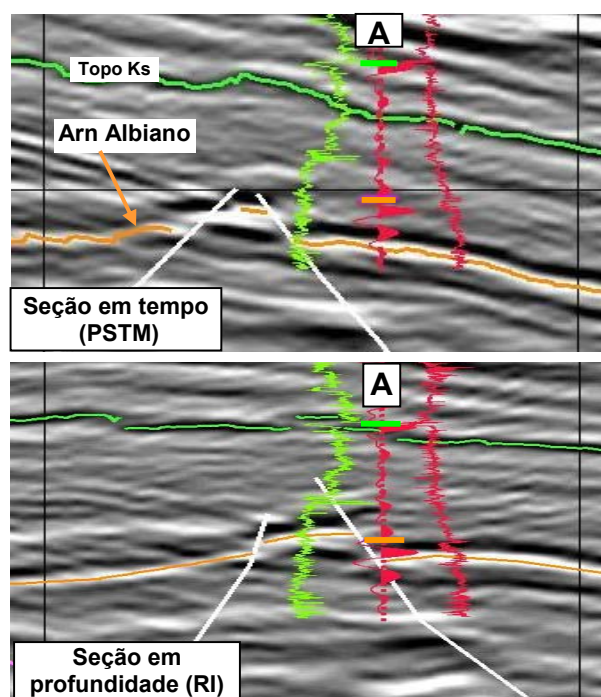 A
Topo Ks
Arn Albiano
Seção em tempo
(PSTM)
A
Seção em
profundidade (RI)